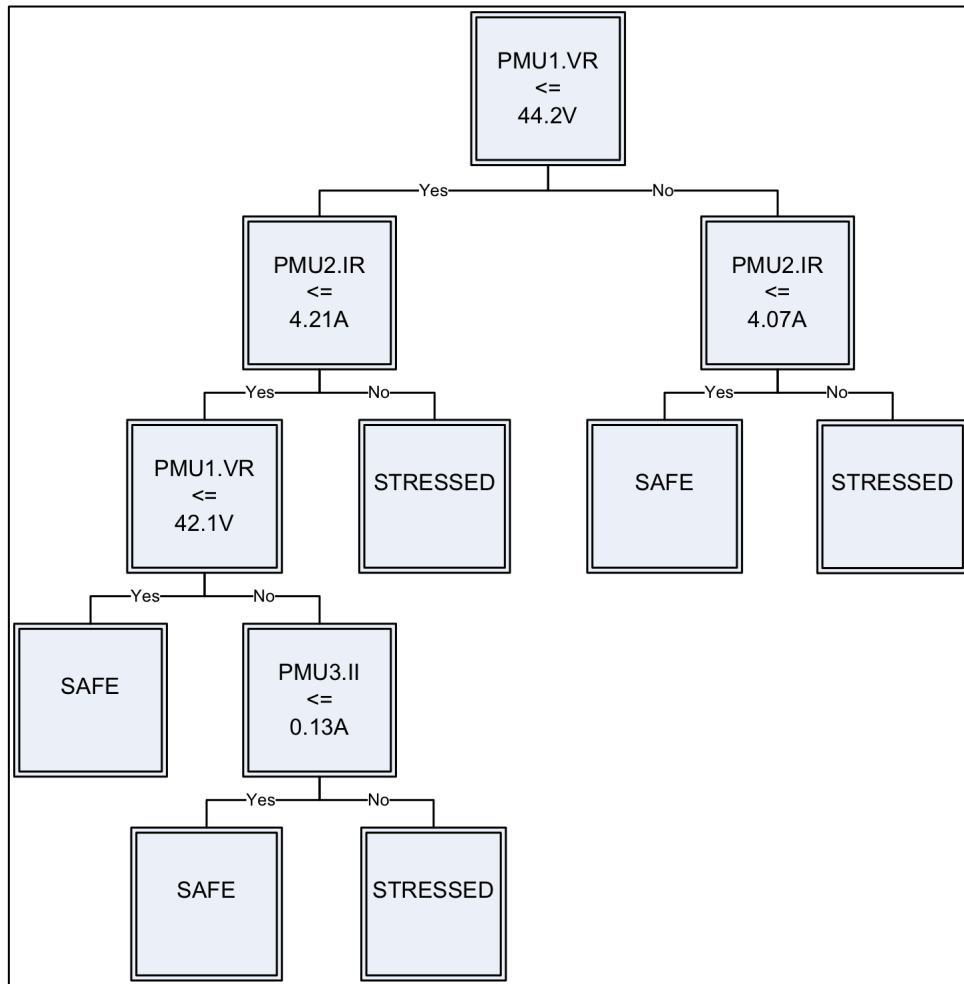 PMU1.VR
<=
44.2V
Yes
No
PMU2.IR
<=
4.21A
PMU2.IR
<=
4.07A
Yes
No
Yes
No
PMU1.VR
<=
42.1V
STRESSED
SAFE
STRESSED
Yes
No
SAFE
PMU3.II
<=
0.13A
Yes
No
SAFE
STRESSED